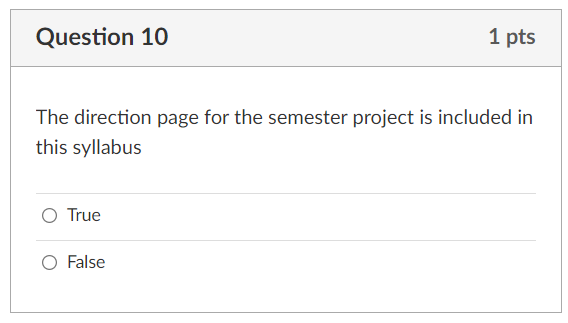 Question 10
1 pts
The direction page for the semester project is included in
this syllabus
True
False